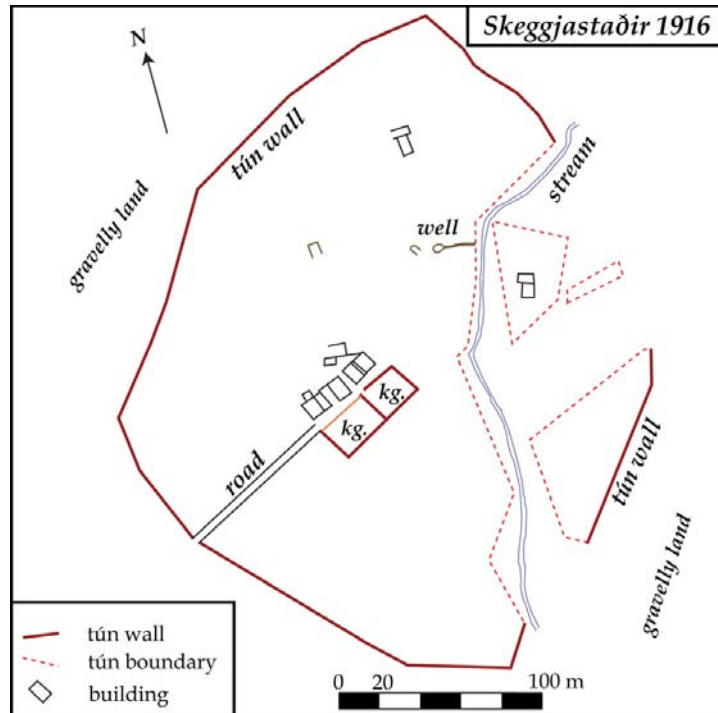 Skeggjastaðir 1916
N
tún wall
stream
gravelly land
well
kg.
kg.
road
tún wall
gravelly land
tún wall
tún boundary
building
0 20 100 m